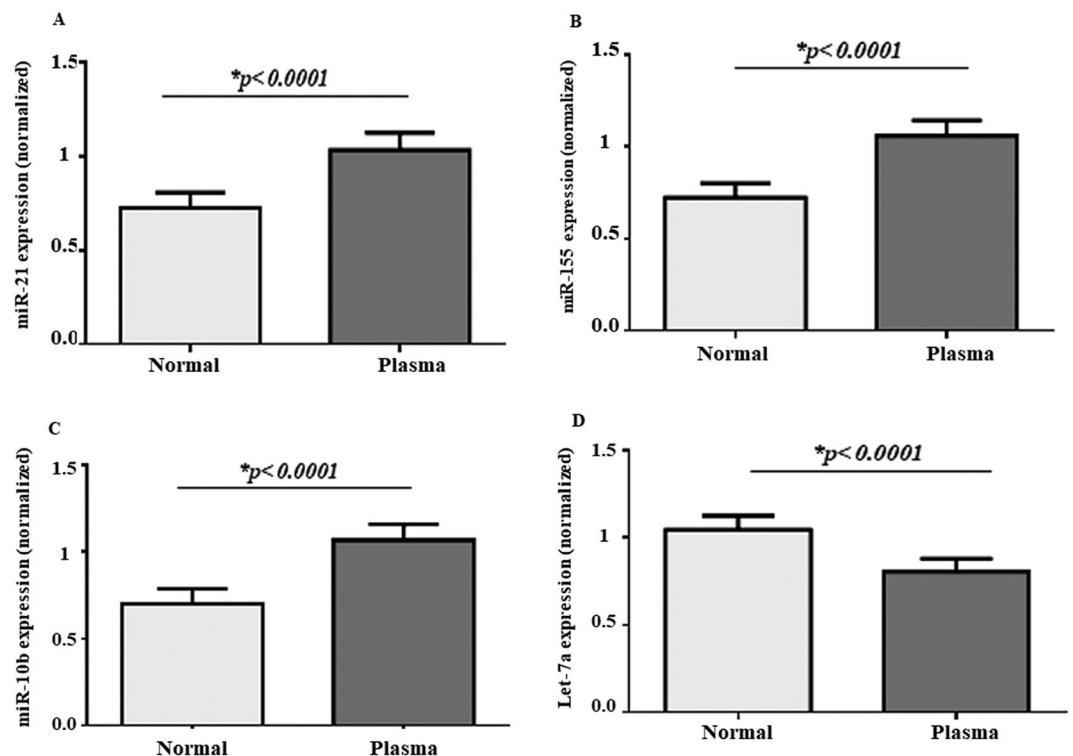 A
miR-21 expression (normalized)
1.5
1
0.5
0.0
*p<0.0001
Normal Plasma
B
miR-155 expression (normalized)
1.5
1
0.5
0.0
*p<0.0001
Normal Plasma
C
miR-10b expression (normalized)
1.5
1
0.5
0.0
*p<0.0001
Normal Plasma
D
Let-7a expression (normalized)
1.5
1
0.5
0.0
*p<0.0001
Normal Plasma